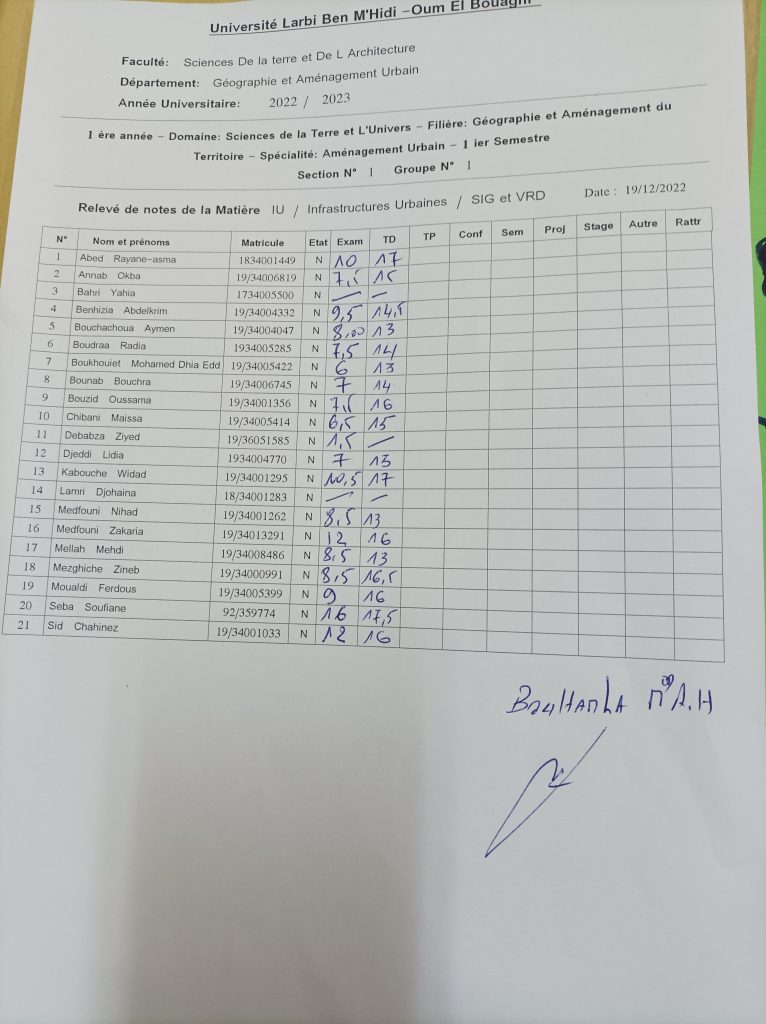 Université Larbi Ben M'Hidi -Oum El Bouaghi
Faculté: Sciences De la terre et De L Architecture
Département: Géographie et Aménagement Urbain
Année Universitaire: 2022 / 2023
1 ère année - Domaine: Sciences de la Terre et L'Univers - Filière: Géographie et Aménagement du
Territoire - Spécialité: Aménagement Urbain - 1 ier Semestre
Section N° 1 Groupe N° 1
Relevé de notes de la Matière IU / Infrastructures Urbaines / SIG et VRD Date : 19/12/2022
N° Nom et prénoms Matricule Etat Exam TD TP Conf Sem Proj Stage Autre Rattr
1 Abed Rayane-asma 1834001449 N 10 17
2 Annab Okba 19/34006819 N 7,5 15
3 Bahri Yahia 1734005500 N — —
4 Benhizia Abdelkrim 19/34004332 N 9,5 14,5
5 Bouchachoua Aymen 19/34004047 N 8,00 13
6 Boudraa Radia 1934005285 N 7,5 14
7 Boukhouiet Mohamed Dhia Edd 19/34005422 N 6 13
8 Bounab Bouchra 19/34006745 N 7 14
9 Bouzid Oussama 19/34001356 N 7,5 16
10 Chibani Maissa 19/34005414 N 6,5 15
11 Debabza Ziyed 19/36051585 N 1,5 —
12 Djeddi Lidia 1934004770 N 7 13
13 Kabouche Widad 19/34001295 N 10,5 17
14 Lamri Djohaina 18/34001283 N — —
15 Medfouni Nihad 19/34001262 N 8,5 13
16 Medfouni Zakaria 19/34013291 N 12 16
17 Mellah Mehdi 19/34008486 N 8,5 13
18 Mezghiche Zineb 19/34000991 N 8,5 16,5
19 Moualdi Ferdous 19/34005399 N 9 16
20 Seba Soufiane 92/359774 N 16 17,5
21 Sid Chahinez 19/34001033 N 12 16
A.H